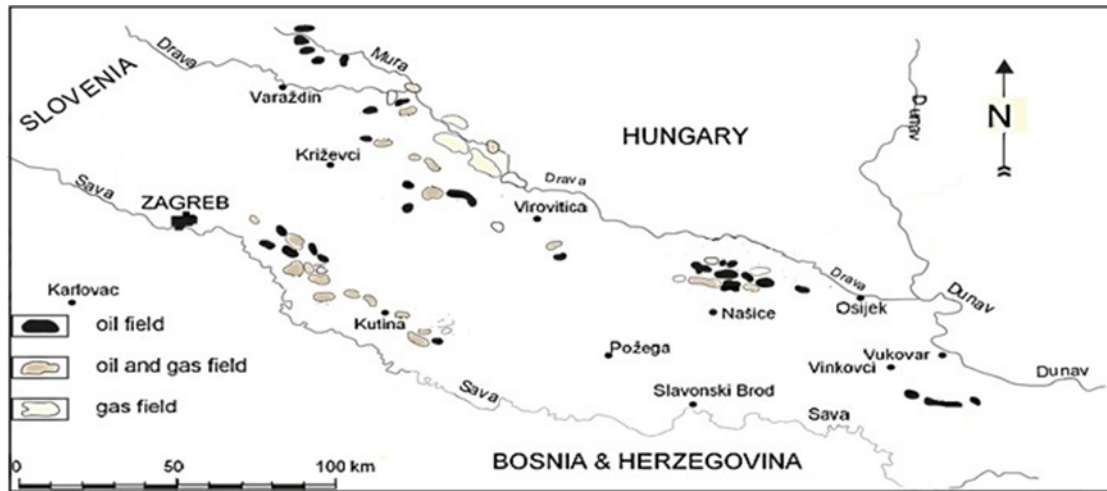 Drava
Mura
SLOVENIA
Varaždin
Dunav
N
HUNGARY
Križevci
Sava
ZAGREB
Drava
Virovitica
Karlovac
Drava
Dunav
oil field
Kutina
Našice
Osijek
oil and gas field
Požega
Vukovar
Vinkovci
Dunav
gas field
Sava
Slavonski Brod
Sava
0 50 100 km
BOSNIA & HERZEGOVINA